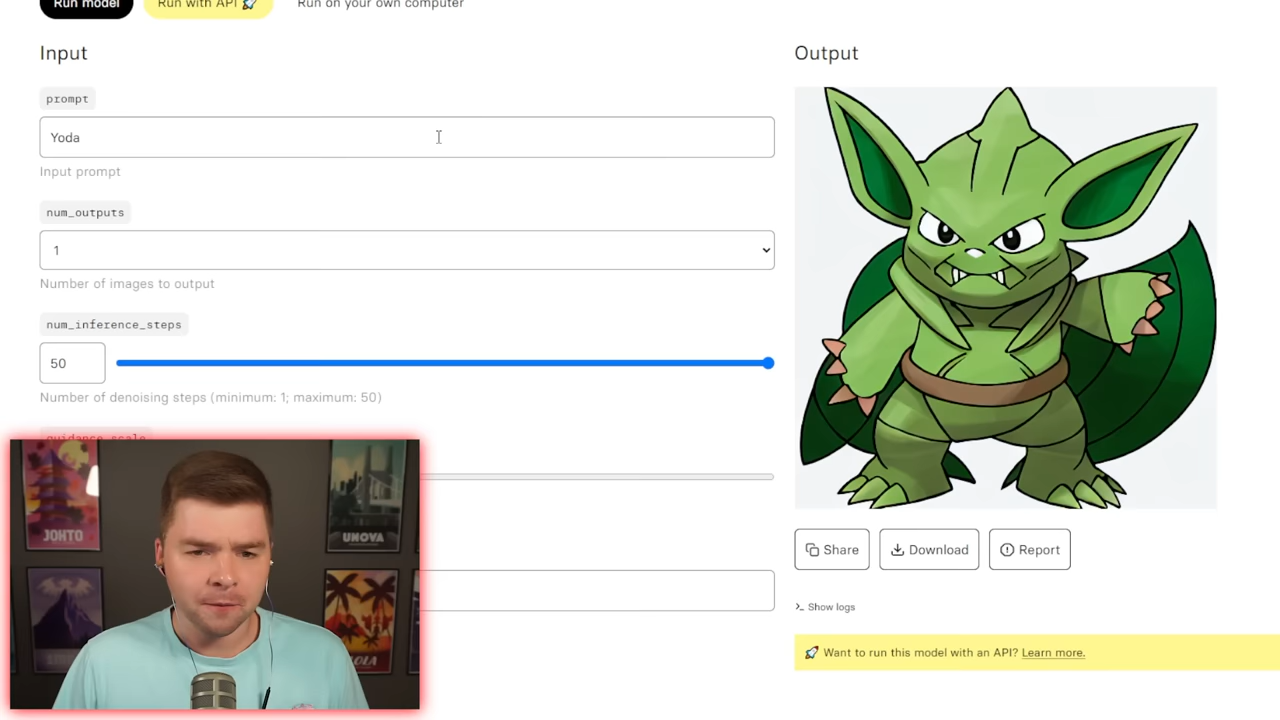 Run model
Run with API 🚀
Run on your own computer
Input
Output
prompt
Yoda
Input prompt
num_outputs
1
Number of images to output
num_inference_steps
50
Number of denoising steps (minimum: 1; maximum: 50)
guidance_scale
JOHTO
UNOVA
Share
Download
Report
>_ Show logs
🚀 Want to run this model with an API? Learn more.